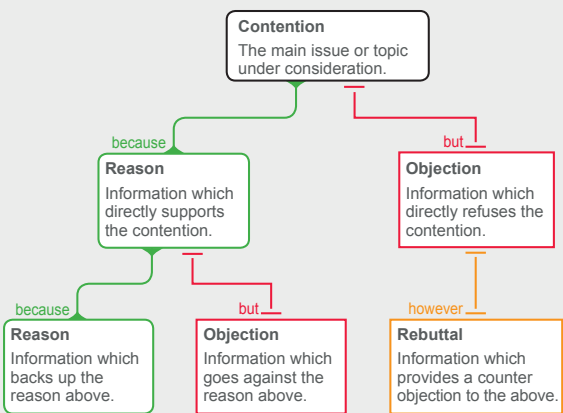 Contention
The main issue or topic
under consideration.
because
but
Reason
Information which
directly supports
the contention.
Objection
Information which
directly refuses the
contention.
because
but
however
Reason
Information which
backs up the
reason above.
Objection
Information which
goes against the
reason above.
Rebuttal
Information which
provides a counter
objection to the above.